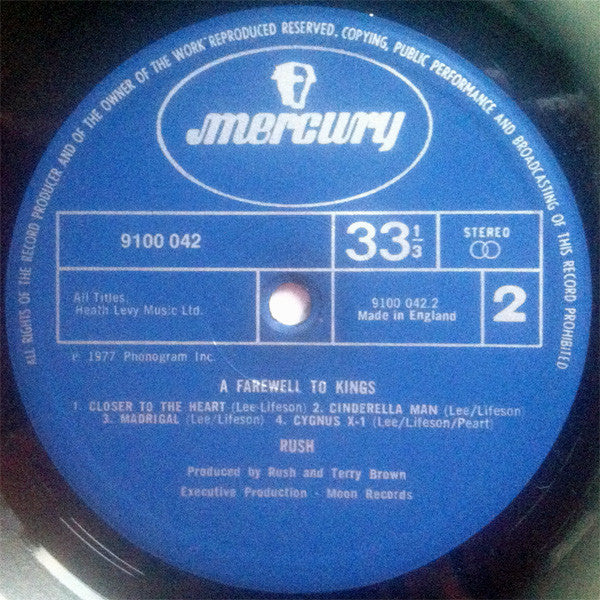 ALL RIGHTS OF THE RECORD PRODUCER AND OF THE OWNER OF THE WORK REPRODUCED RESERVED. COPYING, PUBLIC PERFORMANCE AND BROADCASTING OF THIS RECORD PROHIBITED
mercury
9100 042
33 1/3
STEREO
All Titles,
Heath Levy Music Ltd.
9100 042.2
Made in England
2
℗ 1977 Phonogram Inc.
A FAREWELL TO KINGS
1. CLOSER TO THE HEART (Lee-Lifeson) 2. CINDERELLA MAN (Lee/Lifeson)
3. MADRIGAL (Lee/Lifeson) 4. CYGNUS X-1 (Lee/Lifeson/Peart)
RUSH
Produced by Rush and Terry Brown
Executive Production - Moon Records